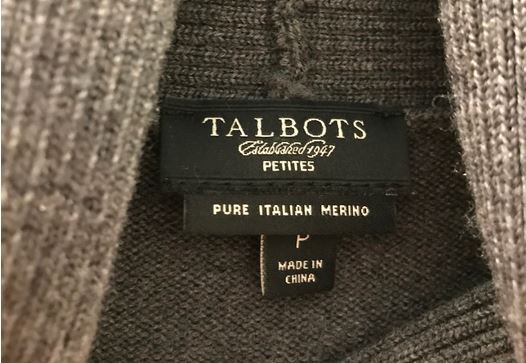 TALBOTS
Established 1947
PETITES
PURE ITALIAN MERINO
P
MADE IN
CHINA